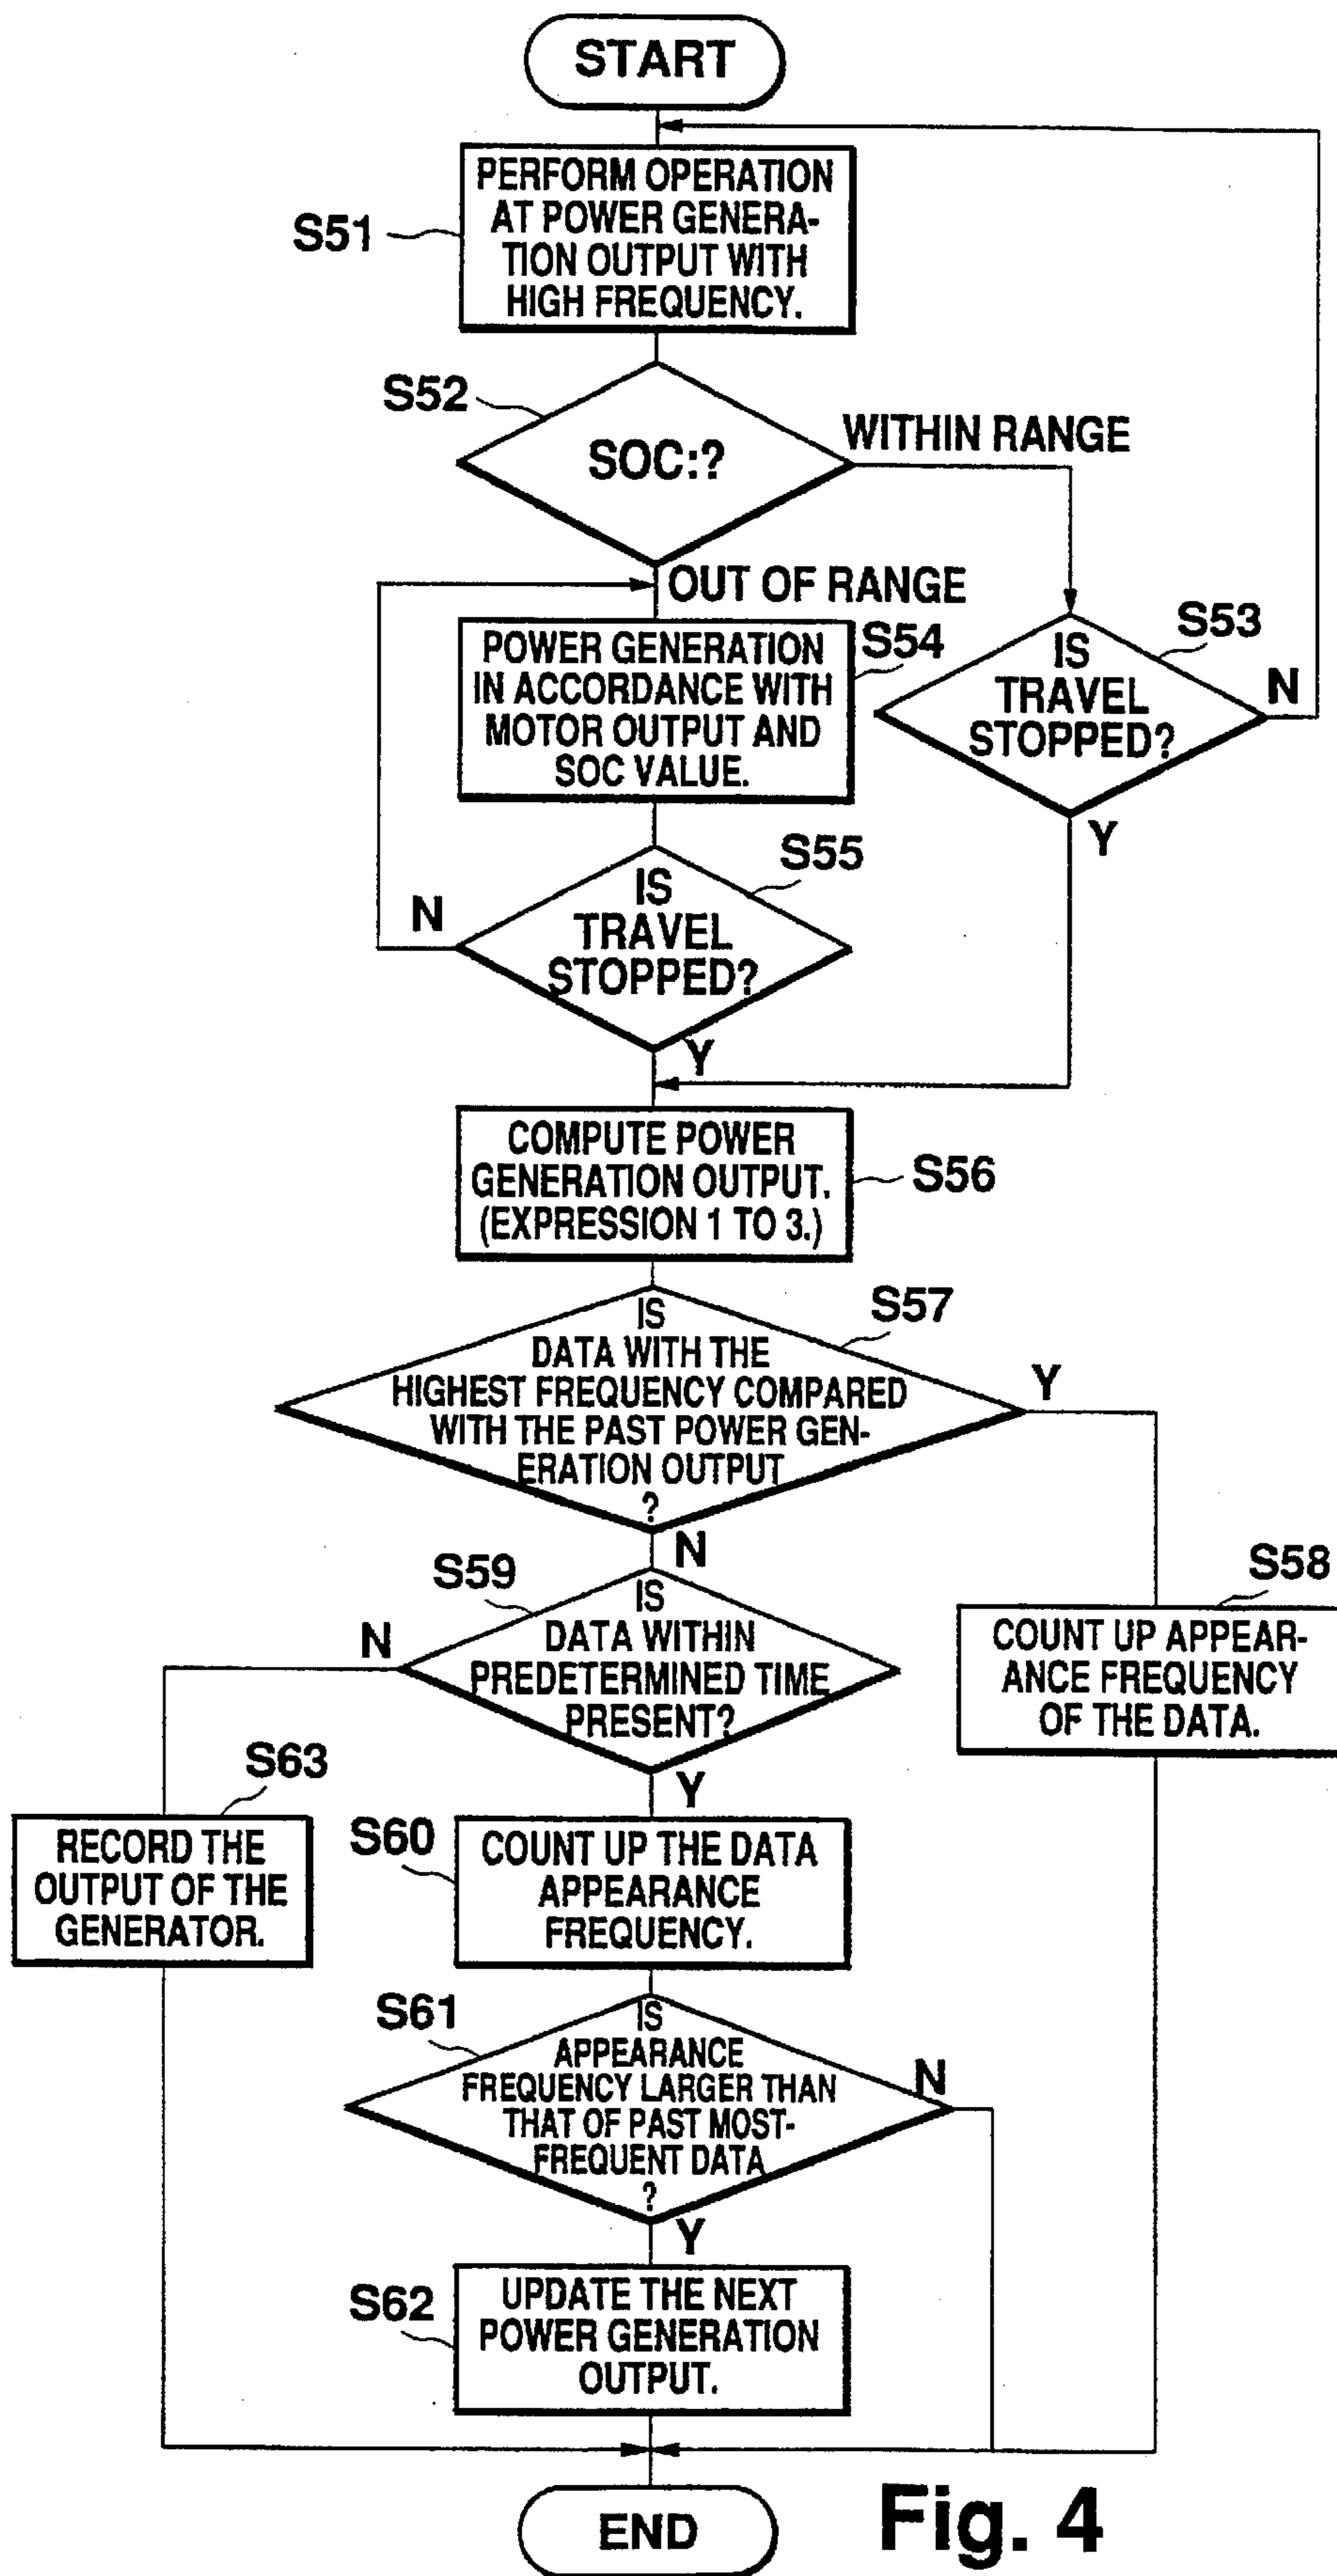 START
PERFORM OPERATION
AT POWER GENERA-
TION OUTPUT WITH
HIGH FREQUENCY.
S51
S52
SOC:?
WITHIN RANGE
OUT OF RANGE
S54
POWER GENERATION
IN ACCORDANCE WITH
MOTOR OUTPUT AND
SOC VALUE.
S53
IS
TRAVEL
STOPPED?
N
Y
S55
IS
TRAVEL
STOPPED?
N
Y
COMPUTE POWER
GENERATION OUTPUT.
(EXPRESSION 1 TO 3.)
S56
S57
IS
DATA WITH THE
HIGHEST FREQUENCY COMPARED
WITH THE PAST POWER GEN-
ERATION OUTPUT
?
Y
N
S59
IS
DATA WITHIN
PREDETERMINED TIME
PRESENT?
N
Y
S58
COUNT UP APPEAR-
ANCE FREQUENCY
OF THE DATA.
S63
RECORD THE
OUTPUT OF THE
GENERATOR.
S60
COUNT UP THE DATA
APPEARANCE
FREQUENCY.
S61
IS
APPEARANCE
FREQUENCY LARGER THAN
THAT OF PAST MOST-
FREQUENT DATA
?
N
Y
S62
UPDATE THE NEXT
POWER GENERATION
OUTPUT.
END
Fig. 4